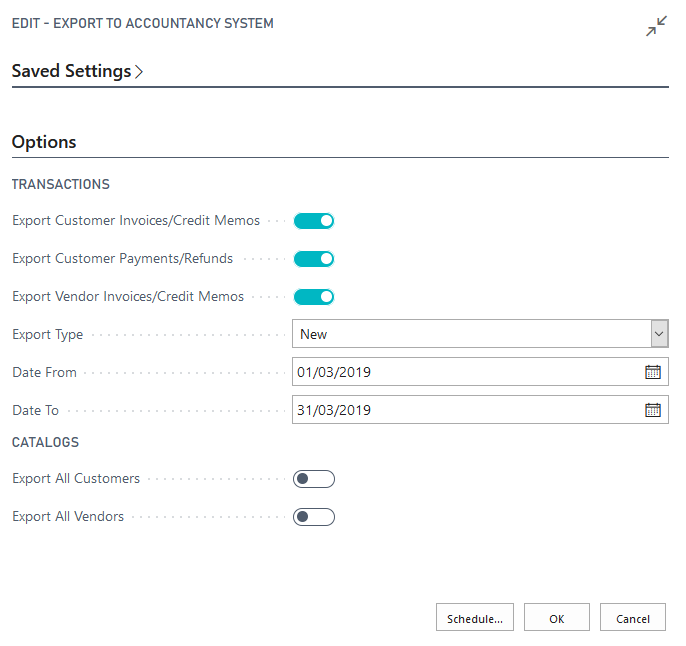 EDIT - EXPORT TO ACCOUNTANCY SYSTEM
Saved Settings
Options
TRANSACTIONS
Export Customer Invoices/Credit Memos
Export Customer Payments/Refunds
Export Vendor Invoices/Credit Memos
Export Type New
Date From 01/03/2019
Date To 31/03/2019
CATALOGS
Export All Customers
Export All Vendors
Schedule... OK Cancel